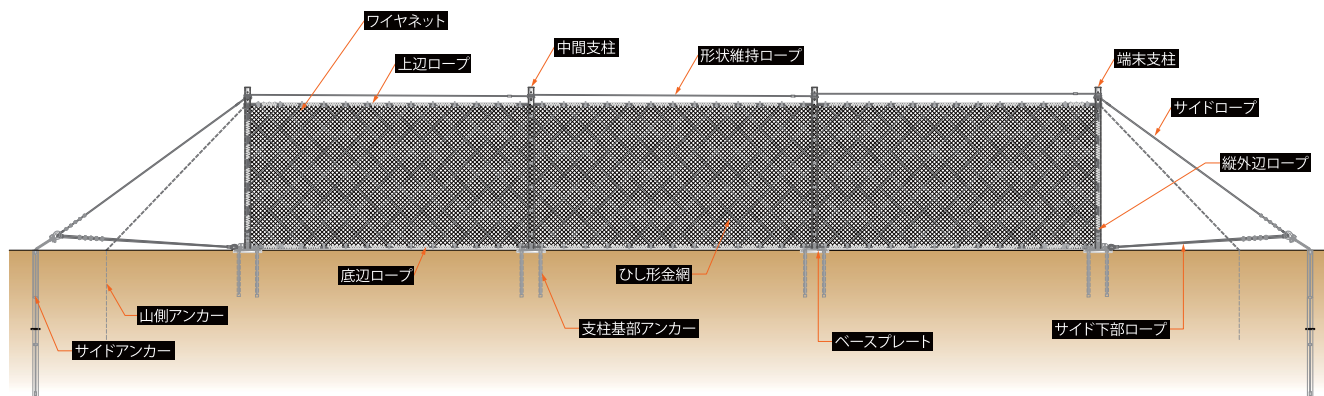 ワイヤネット
上辺ロープ
中間支柱
形状維持ロープ
端末支柱
サイドロープ
縦外辺ロープ
底辺ロープ
ひし形金網
山側アンカー
サイドアンカー
支柱基部アンカー
ベースプレート
サイド下部ロープ